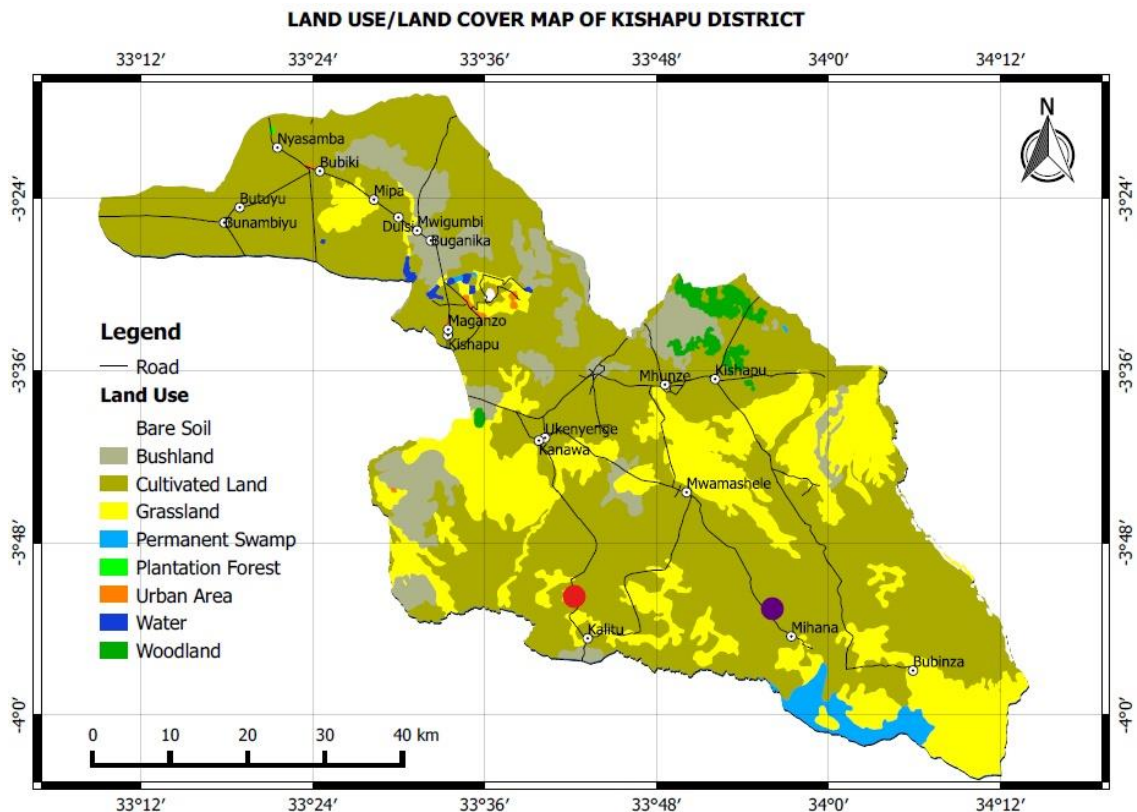 LAND USE/LAND COVER MAP OF KISHAPU DISTRICT
33°12' 33°24' 33°36' 33°48' 34°0' 34°12'
N
Nyasamba
Bubiki
-3°24' Mipa -3°24'
Butuyu
Bunambiyu
Dulsi Mwigumbi
Buganika
Maganzo
Kishapu
-3°36' -3°36'
Mhunze Kishapu
Ukenyenge
Kanawa
Mwamashele
-3°48' -3°48'
Kalitu Mihana
Bubinza
-4°0' -4°0'
Legend
Road
Land Use
Bare Soil
Bushland
Cultivated Land
Grassland
Permanent Swamp
Plantation Forest
Urban Area
Water
Woodland
0 10 20 30 40 km
33°12' 33°24' 33°36' 33°48' 34°0' 34°12'